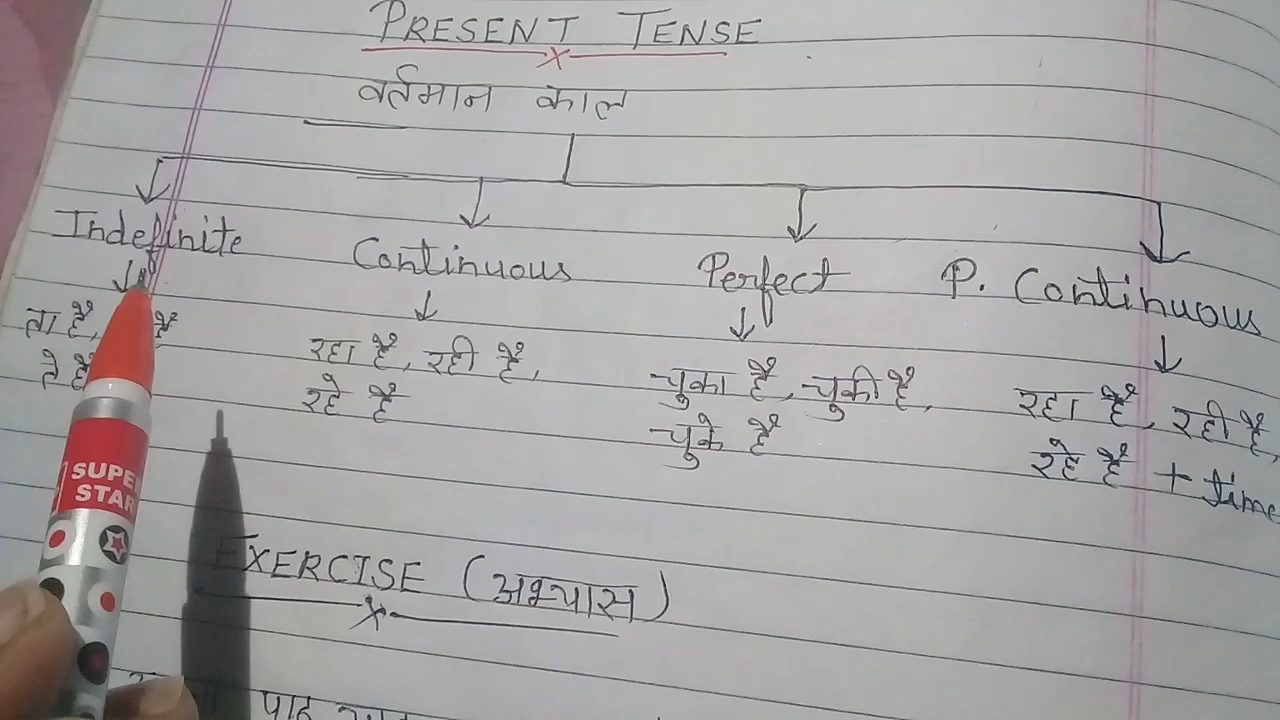 PRESENT TENSE
वर्तमान काल
Indefinite Continuous Perfect P. Continuous
ता है, है
ते हैं
रहा है, रही है,
रहे हैं
चुका है, चुकी है,
चुके हैं
रहा है, रही है,
रहे हैं + time
EXERCISE (अभ्यास)
SUPER
STAR